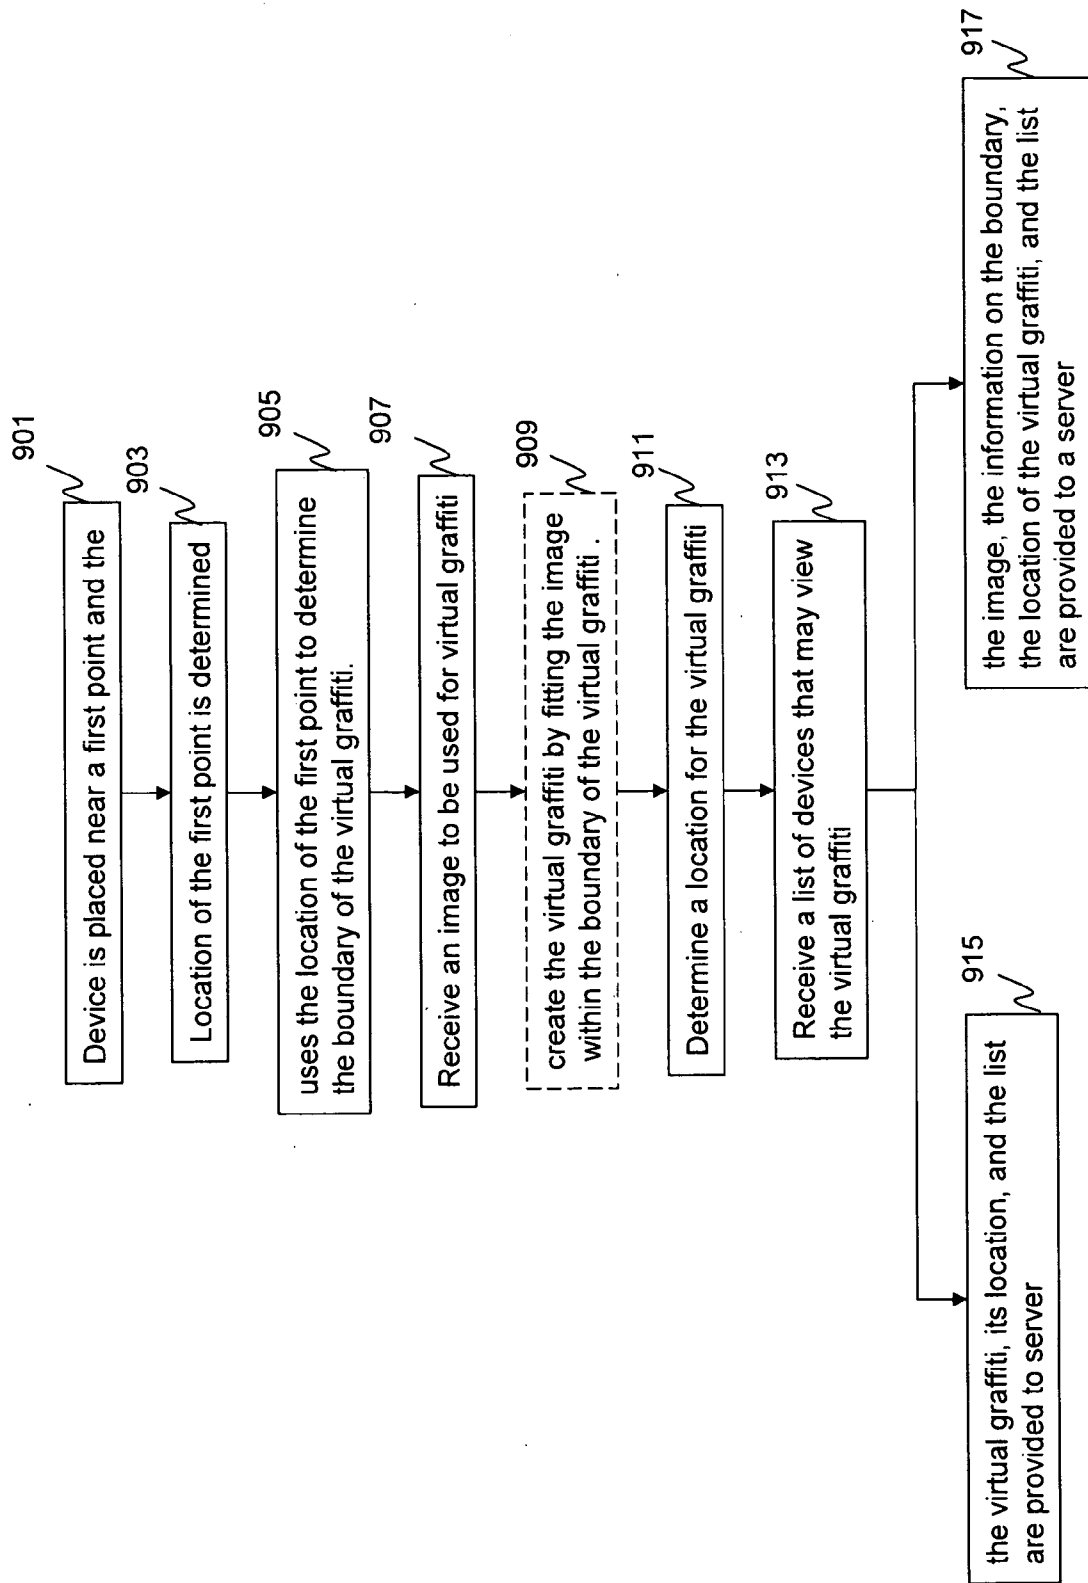 901
Device is placed near a first point and the
903
Location of the first point is determined
905
uses the location of the first point to determine
the boundary of the virtual graffiti.
907
Receive an image to be used for virtual graffiti
909
create the virtual graffiti by fitting the image
within the boundary of the virtual graffiti .
911
Determine a location for the virtual graffiti
913
Receive a list of devices that may view
the virtual graffiti
915
the virtual graffiti, its location, and the list
are provided to server
917
the image, the information on the boundary,
the location of the virtual graffiti, and the list
are provided to a server